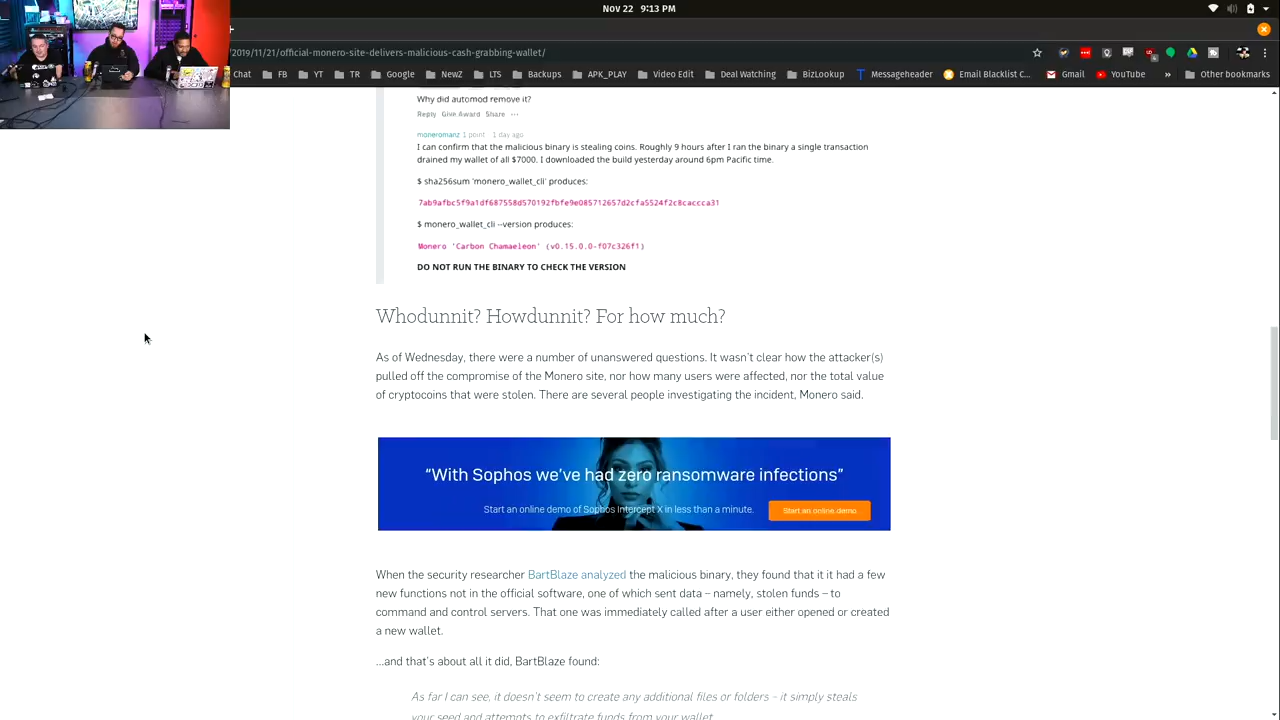 Nov 22 9:13 PM
/2019/11/21/official-monero-site-delivers-malicious-cash-grabbing-wallet/
Chat
FB
YT
Google
NewZ
LTS
Backups
APK_PLAY
to Edit
Deal Watching
BizLookup
Email Blacklist c...
Gmail
YouTube
Other bookmarks
Why did automod remove it?
Reply Give Award Share ...
moneromanz 1 point · 1 day ago
I can confirm that the malicious binary is stealing coins. Roughly 9 hours after I ran the binary a single transaction
drained my wallet of all $7000. I downloaded the build yesterday around 6pm Pacific time.
$ sha256sum 'monero_wallet_cli' produces:
7ab9afbc5f9a1df687558d570192fbfe9e085712657d2cfa5524f2c8caccca31
$ monero_wallet_cli --version produces:
Monero 'Carbon Chamaeleon' (v0.15.0.0-f07c326f1)
DO NOT RUN THE BINARY TO CHECK THE VERSION
Whodunnit? Howdunnit? For how much?
As of Wednesday, there were a number of unanswered questions. It wasn't clear how the attacker(s)
pulled off the compromise of the Monero site, nor how many users were affected, nor the total value
of cryptocoins that were stolen. There are several people investigating the incident, Monero said.
"With Sophos we've had zero ransomware infections"
Start an online demo of Sophos Intercept X in less than a minute.
Start an online demo
When the security researcher BartBlaze analyzed the malicious binary, they found that it it had a few
new functions not in the official software, one of which sent data – namely, stolen funds – to
command and control servers. That one was immediately called after a user either opened or created
a new wallet.
...and that's about all it did, BartBlaze found:
As far I can see, it doesn't seem to create any additional files or folders – it simply steals
your seed and attempts to exfiltrate funds from your wallet.